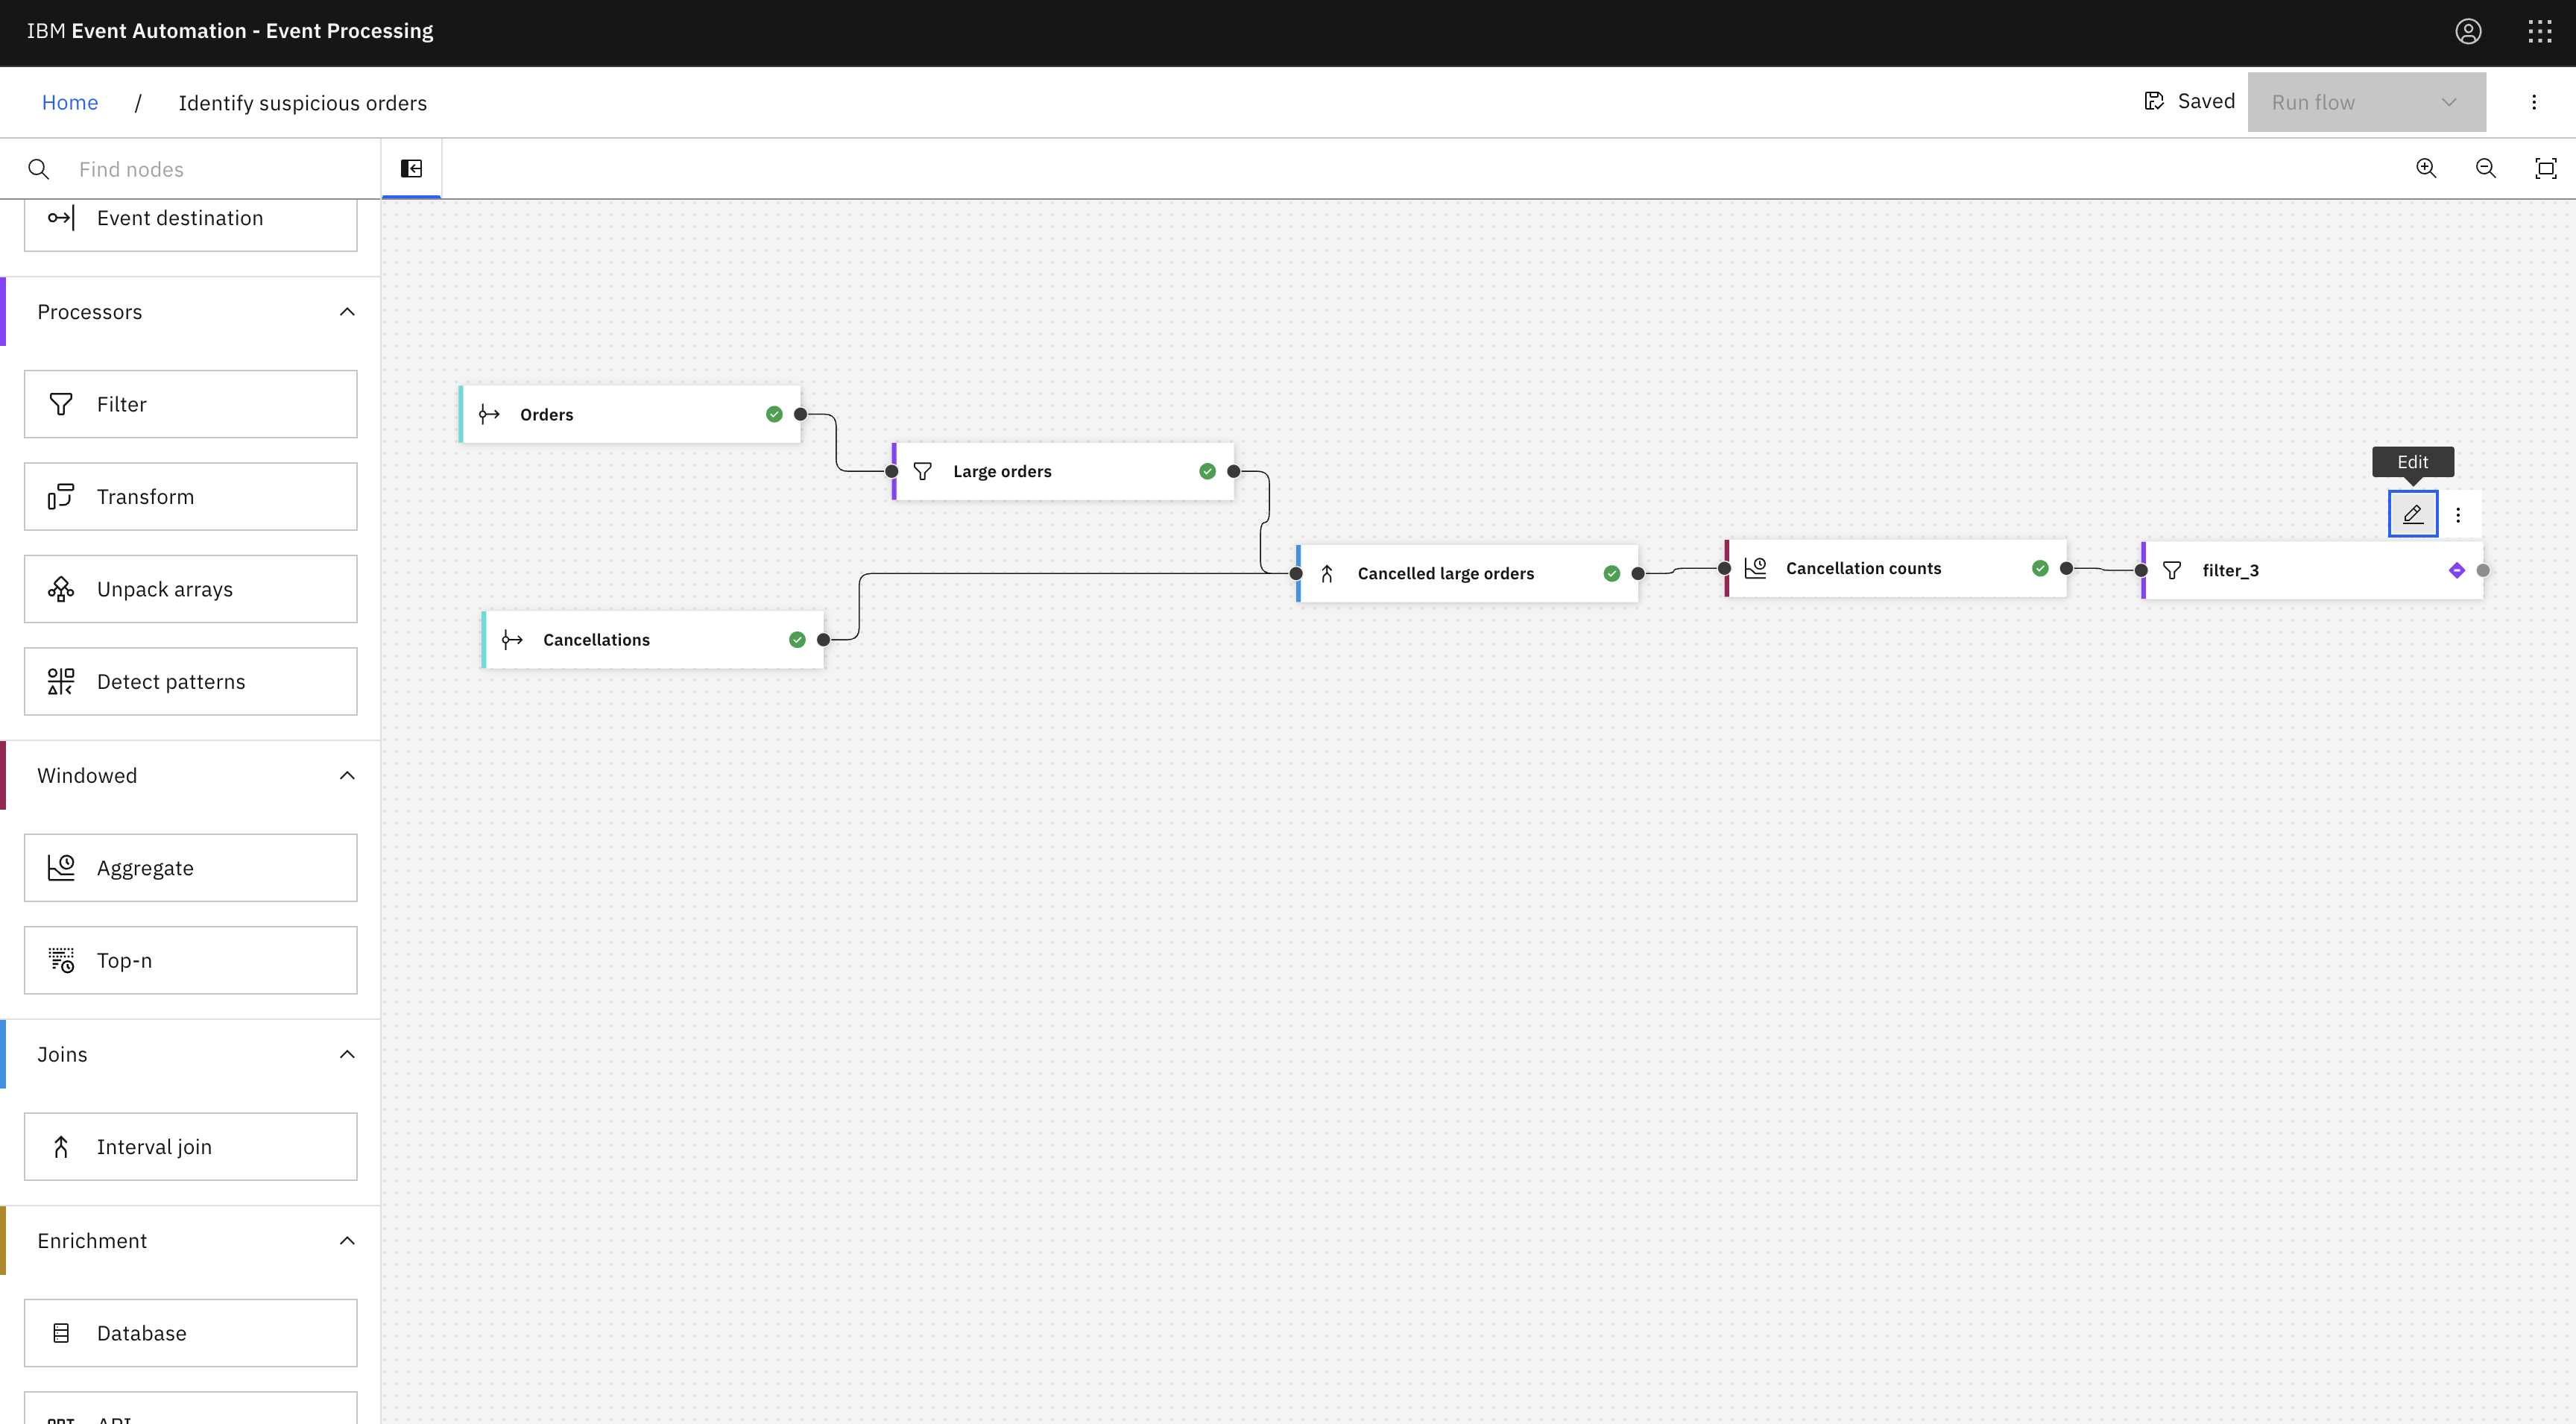 IBM Event Automation - Event Processing
Home / Identify suspicious orders
Saved
Run flow
Find nodes
Event destination
Processors
Filter
Transform
Unpack arrays
Detect patterns
Windowed
Aggregate
Top-n
Joins
Interval join
Enrichment
Database
API
Orders
Large orders
Cancellations
Cancelled large orders
Cancellation counts
Edit
filter_3